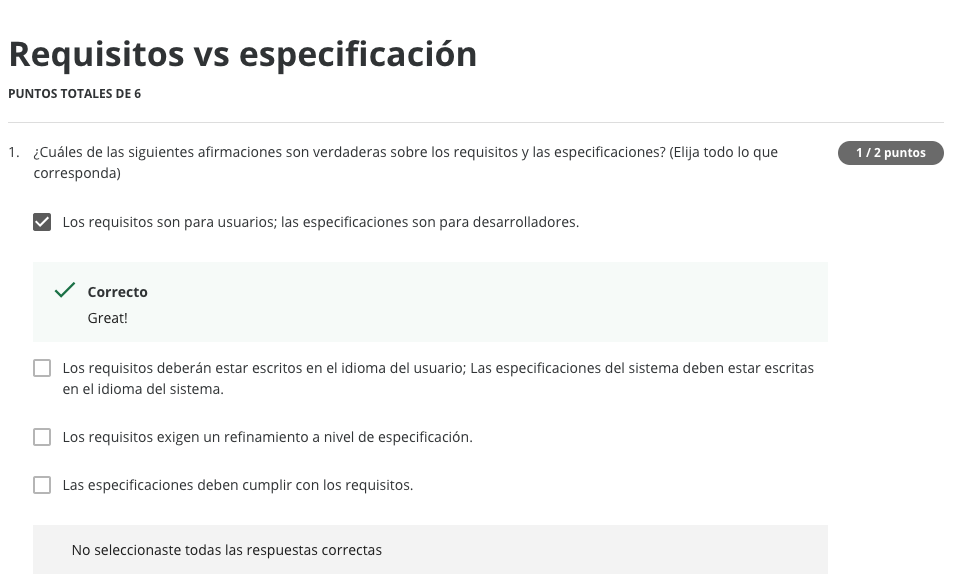 Requisitos vs especificación
PUNTOS TOTALES DE 6
1. ¿Cuáles de las siguientes afirmaciones son verdaderas sobre los requisitos y las especificaciones? (Elija todo lo que
corresponda)
1 / 2 puntos
Los requisitos son para usuarios; las especificaciones son para desarrolladores.
Correcto
Great!
Los requisitos deberán estar escritos en el idioma del usuario; Las especificaciones del sistema deben estar escritas
en el idioma del sistema.
Los requisitos exigen un refinamiento a nivel de especificación.
Las especificaciones deben cumplir con los requisitos.
No seleccionaste todas las respuestas correctas